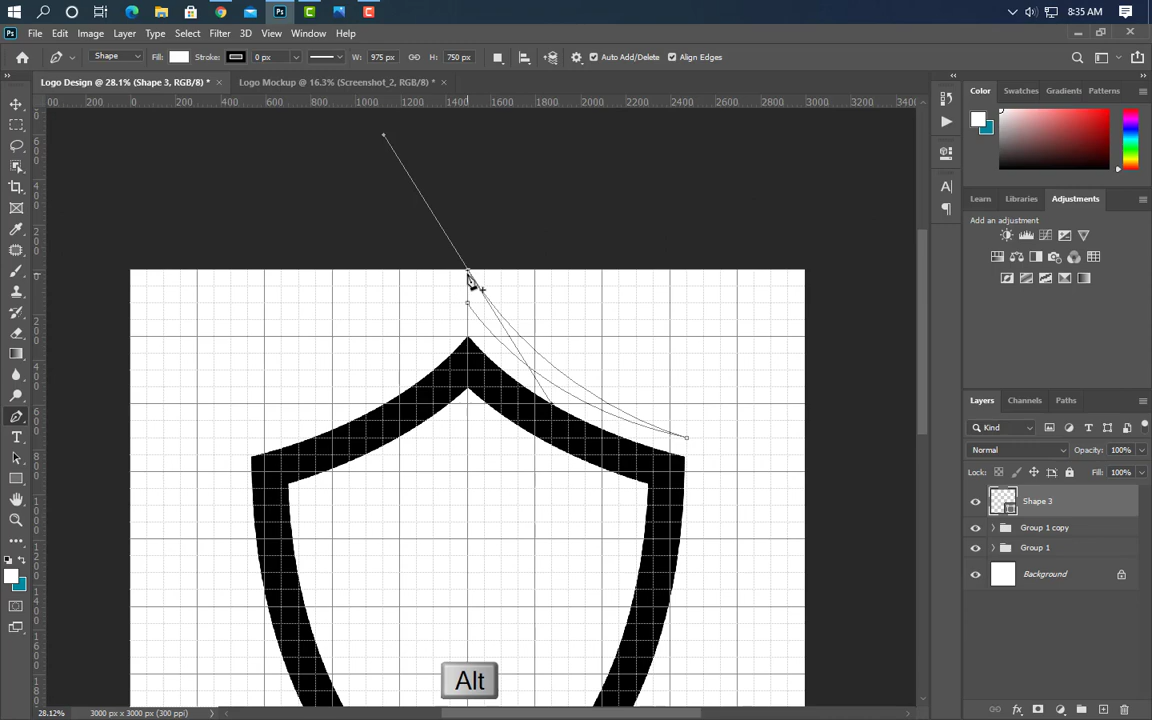 8:35 AM
Ps File Edit Image Layer Type Select Filter 3D View Window Help
Shape Fill: Stroke: 0 px W: 975 px H: 750 px Auto Add/Delete Align Edges
Logo Design @ 28.1% (Shape 3, RGB/8) * × Logo Mockup @ 16.3% (Screenshot_2, RGB/8) * ×
00 200 0 200 400 600 800 1000 1200 1400 1600 1800 2000 2200 2400 2600 2800 3000 3200 3400
Color Swatches Gradients Patterns
Learn Libraries Adjustments
Add an adjustment
Layers Channels Paths
Kind
Normal Opacity: 100%
Lock: Fill: 100%
Shape 3
Group 1 copy
Group 1
Background
Alt
28.12% 3000 px x 3000 px (300 ppi)